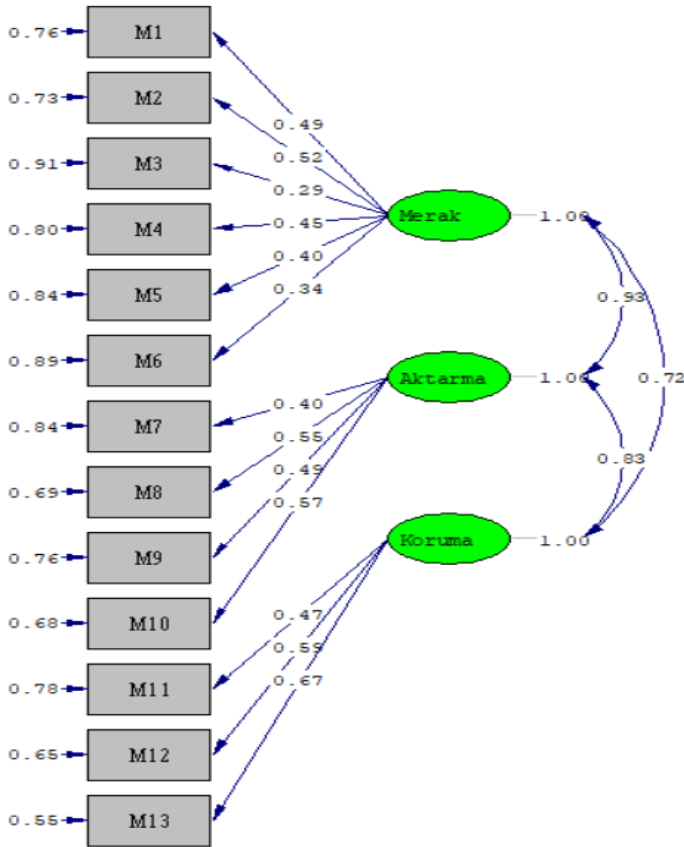 0.76 M1
0.49
0.73 M2
0.52
0.91 M3
0.29
Merak 1.00
0.80 M4
0.45
0.40
0.84 M5
0.34
0.93
0.89 M6
Aktarma 1.00
0.72
0.40
0.84 M7
0.55
0.83
0.49
0.69 M8
0.57
Koruma 1.00
0.76 M9
0.68 M10
0.47
0.59
0.78 M11
0.67
0.65 M12
0.55 M13